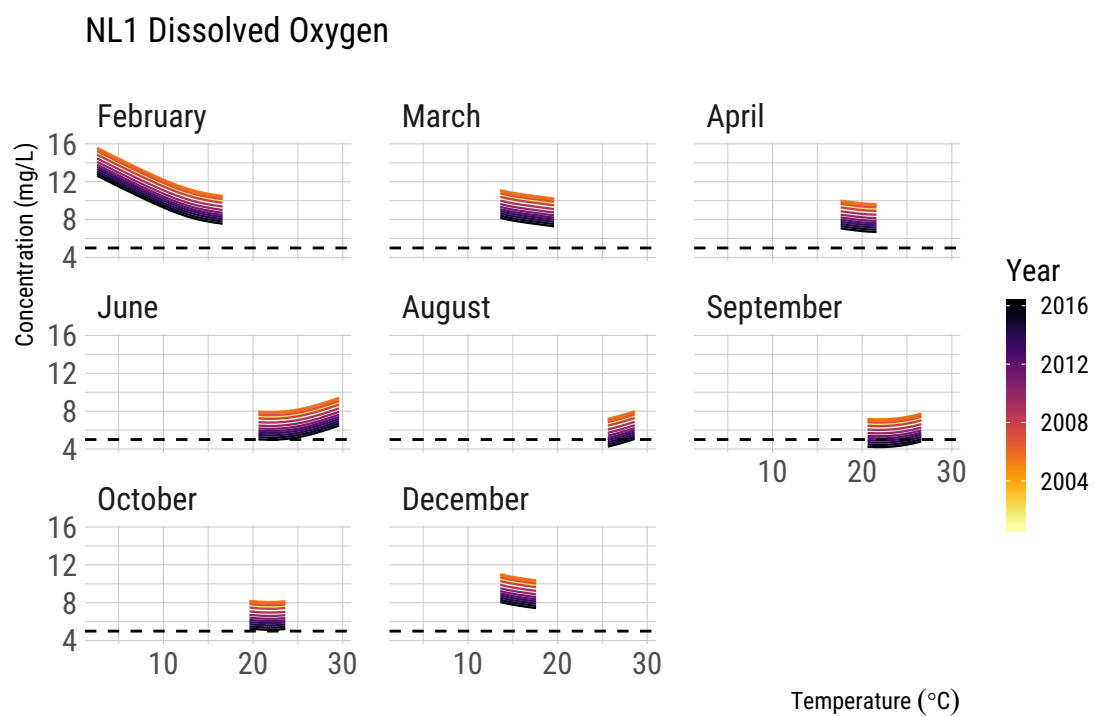 NL1 Dissolved Oxygen
Concentration (mg/L)
February
March
April
16
12
8
4
June
August
September
16
12
8
4
10 20 30
October
December
16
12
8
4
10 20 30
10 20 30
Temperature (°C)
Year
2016
2012
2008
2004